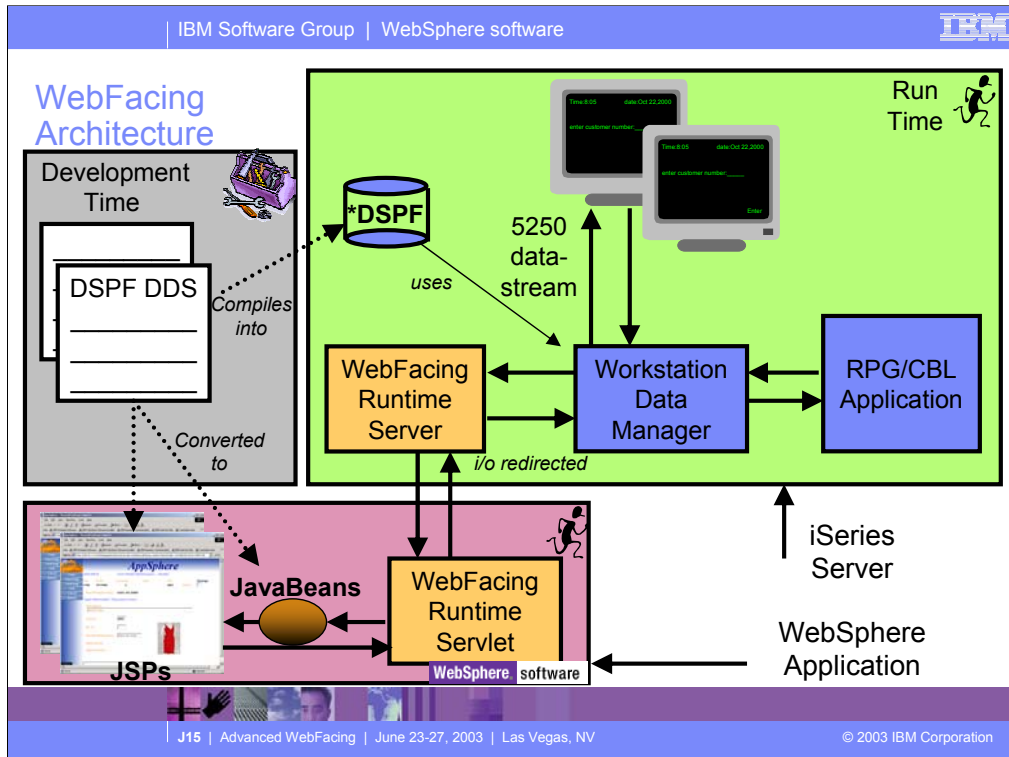 IBM Software Group | WebSphere software
IBM
WebFacing
Architecture
Run
Time
Time:8:05 date:Oct 22,2000
enter customer number:___
Time:8:05 date:Oct 22,2000
enter customer number:_____
Enter
Development
Time
DSPF DDS
Compiles
into
*DSPF
uses
5250
data-
stream
WebFacing
Runtime
Server
Workstation
Data
Manager
RPG/CBL
Application
Converted
to
i/o redirected
iSeries
Server
AppSphere
JavaBeans
JSPs
WebFacing
Runtime
Servlet
WebSphere. software
WebSphere
Application
J15 | Advanced WebFacing | June 23-27, 2003 | Las Vegas, NV
© 2003 IBM Corporation